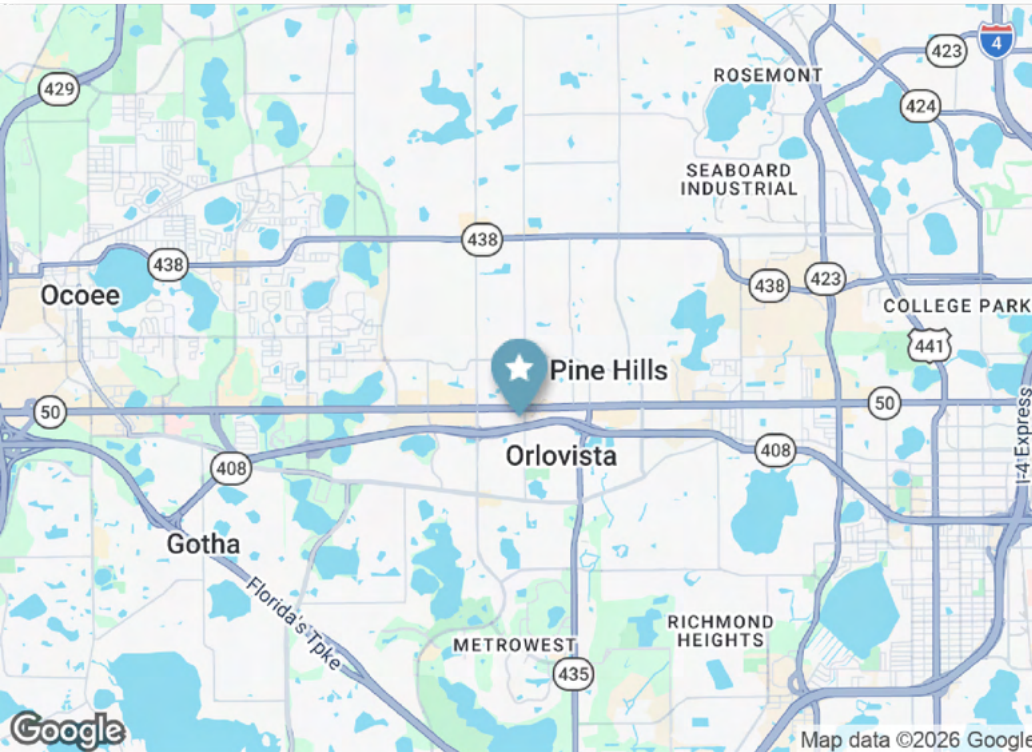 4
423
ROSEMONT
429
424
SEABOARD
INDUSTRIAL
438
438
Ocoee
438
423
COLLEGE PARK
441
Pine Hills
50
50
I-4 Express
Orlovista
408
408
Gotha
Florida's Tpke
RICHMOND
HEIGHTS
METROWEST
435
Google
Map data ©2026 Google